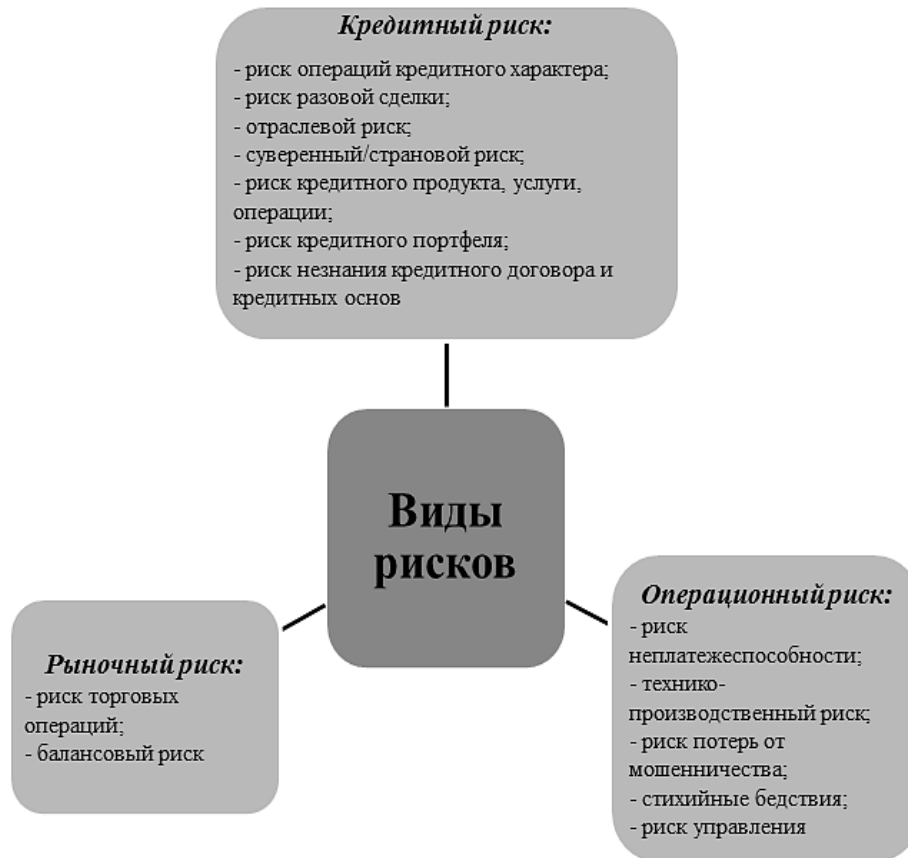 Кредитный риск:
- риск операций кредитного характера;
- риск разовой сделки;
- отраслевой риск;
- суверенный/страновой риск;
- риск кредитного продукта, услуги,
операции;
- риск кредитного портфеля;
- риск незнания кредитного договора и
кредитных основ
Виды
рисков
Рыночный риск:
- риск торговых
операций;
- балансовый риск
Операционный риск:
- риск
неплатежеспособности;
- технико-
производственный риск;
- риск потерь от
мошенничества;
- стихийные бедствия;
- риск управления